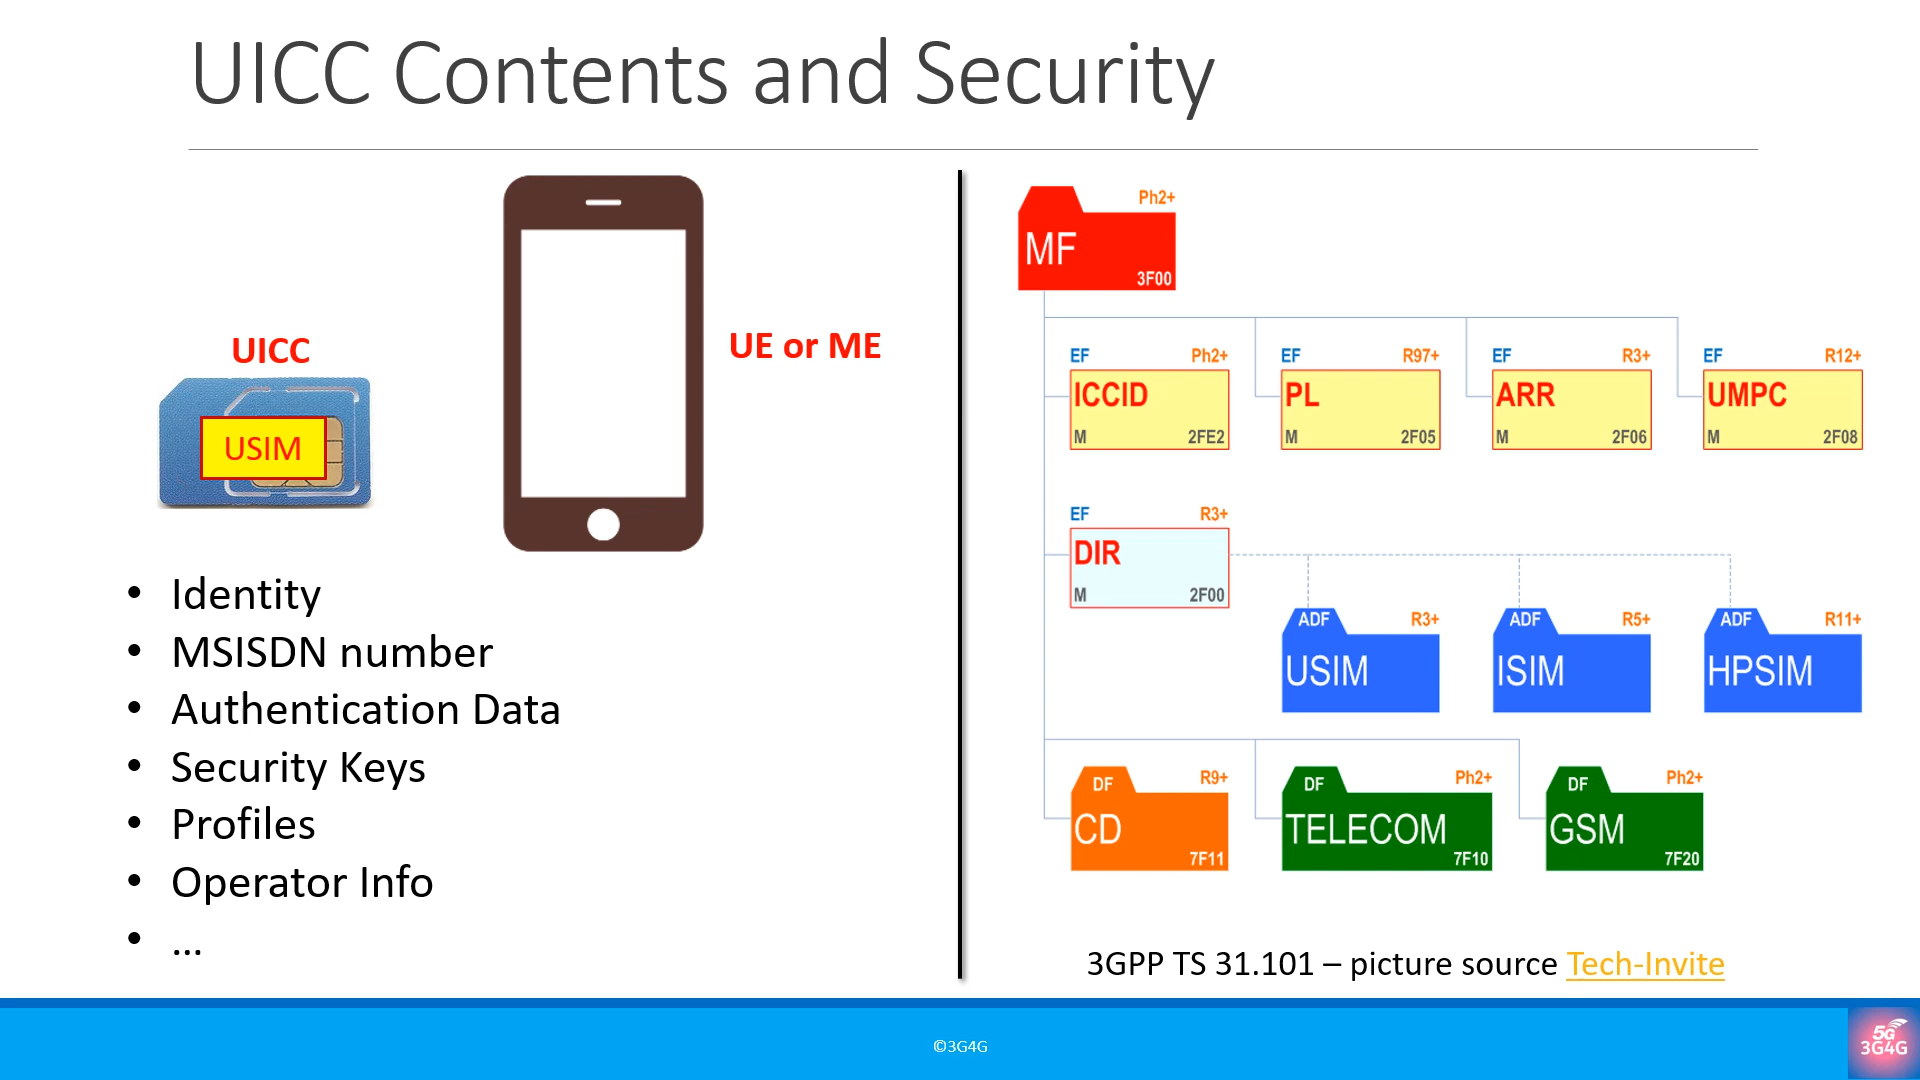 UICC Contents and Security
UICC
USIM
UE or ME
• Identity
• MSISDN number
• Authentication Data
• Security Keys
• Profiles
• Operator Info
• ...
Ph2+
MF
3F00
EF Ph2+
ICCID
M 2FE2
EF R97+
PL
M 2F05
EF R3+
ARR
M 2F06
EF R12+
UMPC
M 2F08
EF R3+
DIR
M 2F00
ADF R3+
USIM
ADF R5+
ISIM
ADF R11+
HPSIM
DF R9+
CD
7F11
DF Ph2+
TELECOM
7F10
DF Ph2+
GSM
7F20
3GPP TS 31.101 – picture source Tech-Invite
©3G4G
5G
3G4G